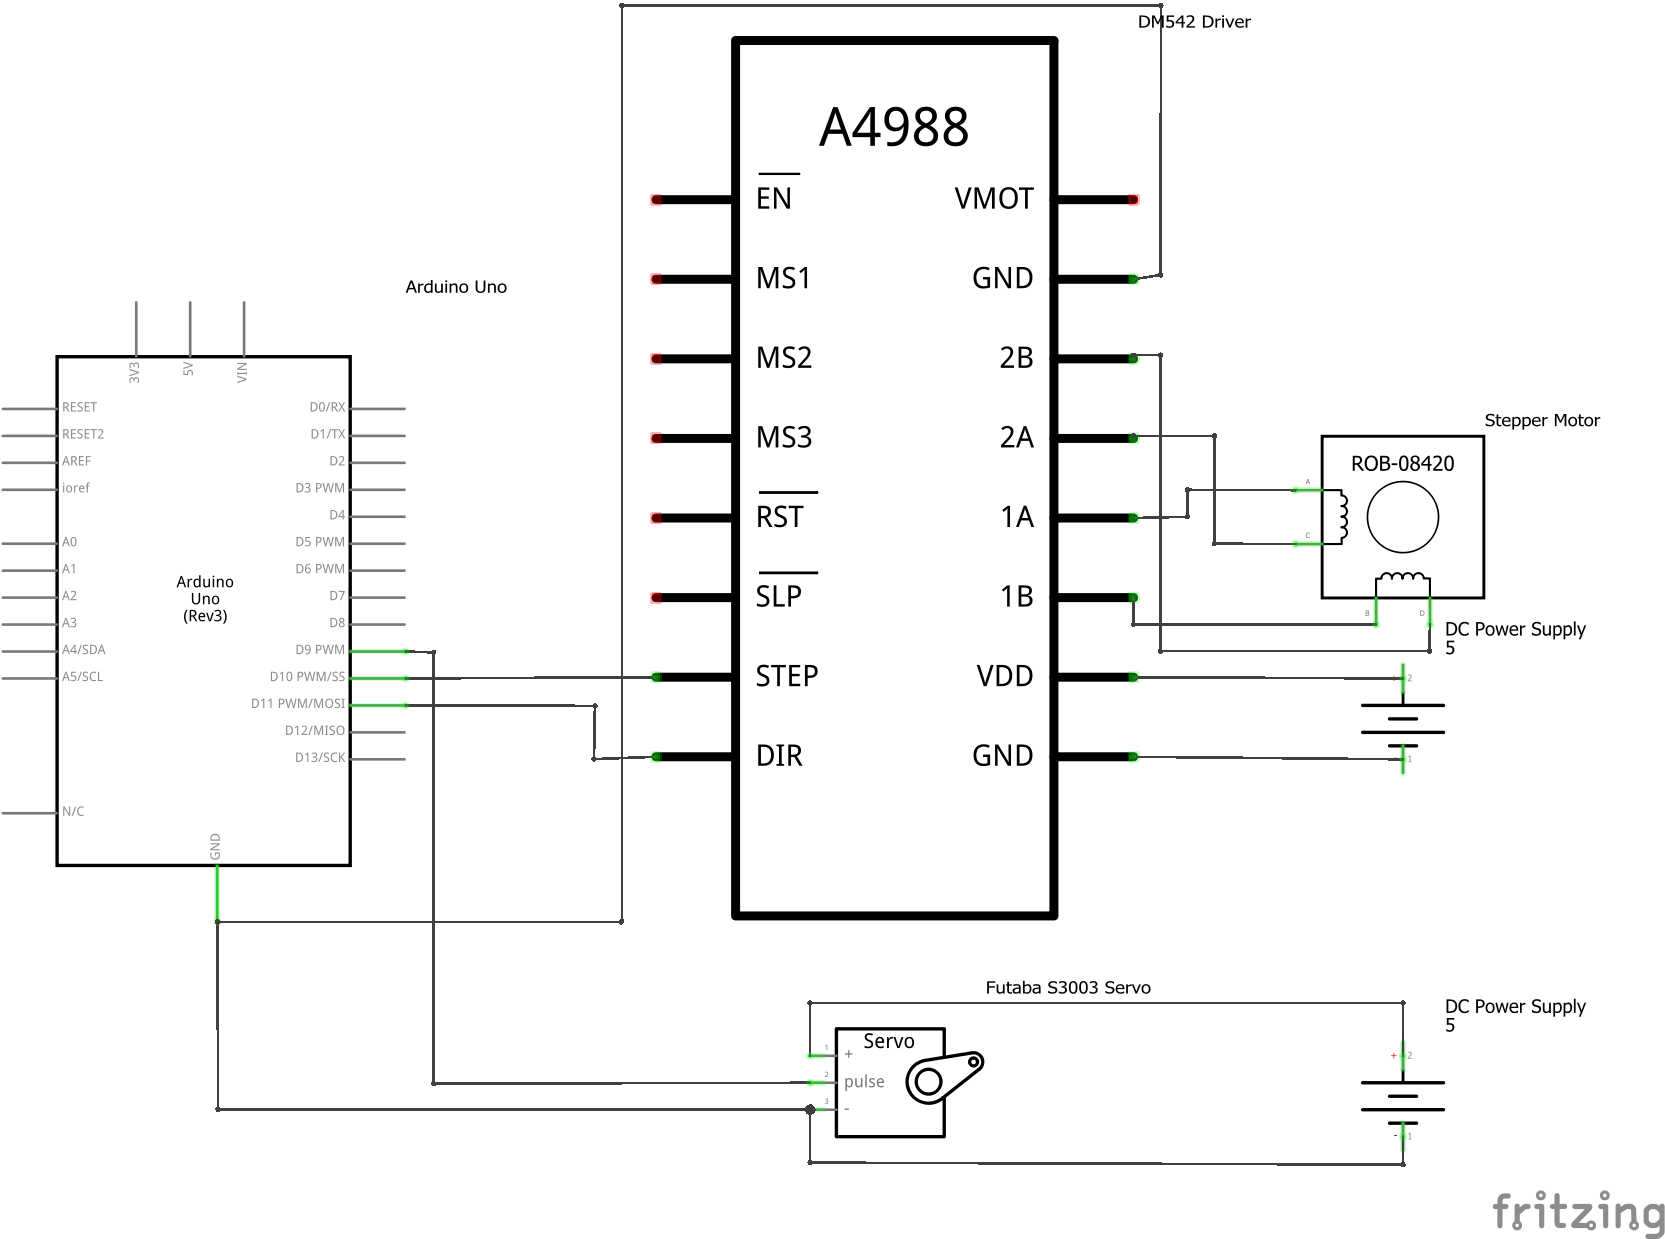 DM542 Driver
A4988
EN
VMOT
MS1
GND
MS2
2B
MS3
2A
RST
1A
SLP
1B
STEP
VDD
DIR
GND
Arduino Uno
3V3
5V
VIN
RESET
D0/RX
RESET2
D1/TX
AREF
D2
ioref
D3 PWM
D4
A0
D5 PWM
A1
D6 PWM
A2
D7
A3
D8
A4/SDA
D9 PWM
A5/SCL
D10 PWM/SS
D11 PWM/MOSI
D12/MISO
D13/SCK
N/C
GND
Arduino
Uno
(Rev3)
Stepper Motor
ROB-08420
A
C
B
D
DC Power Supply
5
2
1
Futaba S3003 Servo
Servo
1
+
2
pulse
3
-
DC Power Supply
5
+
2
-
1
fritzing